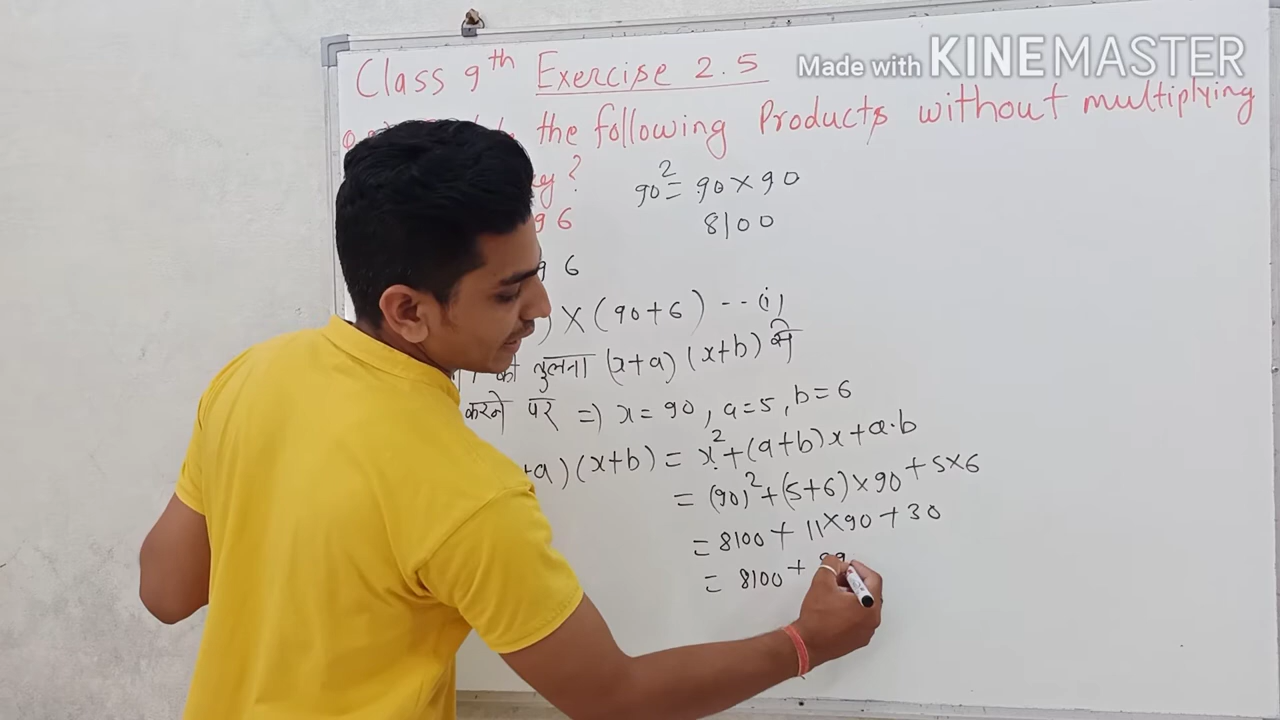 Class 9th Exercise 2.5
Made with KINEMASTER
the following Products without multiplying
?
90² = 90 × 90
96
8100
6
× (90+6) --(i)
की तुलना (x+a) (x+b) से
करने पर => x = 90, a=5, b=6
+a) (x+b) = x² + (a+b)x + a·b
= (90)² + (5+6) × 90 + 5×6
= 8100 + 11×90 + 30
= 8100 +